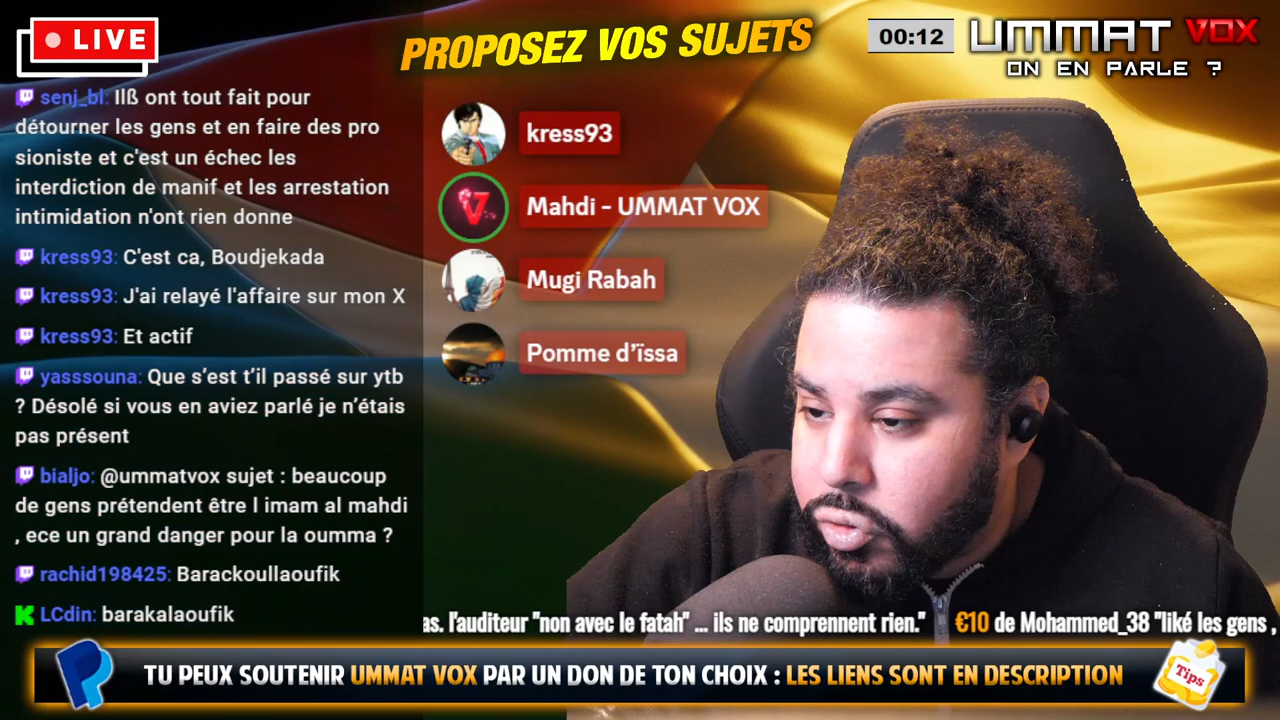 LIVE
PROPOSEZ VOS SUJETS
00:12
UMMAT VOX
ON EN PARLE ?
senj_bl: Ilß ont tout fait pour
détourner les gens et en faire des pro
sioniste et c'est un échec les
interdiction de manif et les arrestation
intimidation n'ont rien donne
kress93: C'est ca, Boudjekada
kress93: J'ai relayé l'affaire sur mon X
kress93: Et actif
yasssouna: Que s’est t’il passé sur ytb
? Désolé si vous en aviez parlé je n’étais
pas présent
bialjo: @ummatvox sujet : beaucoup
de gens prétendent être l imam al mahdi
, ece un grand danger pour la oumma ?
rachid198425: Barackoullaoufik
LCdin: barakalaoufik
kress93
Mahdi - UMMAT VOX
Mugi Rabah
Pomme d’ïssa
as. l'auditeur "non avec le fatah" ... ils ne comprennent rien." €10 de Mohammed_38 "liké les gens ,
TU PEUX SOUTENIR UMMAT VOX PAR UN DON DE TON CHOIX : LES LIENS SONT EN DESCRIPTION
Tips